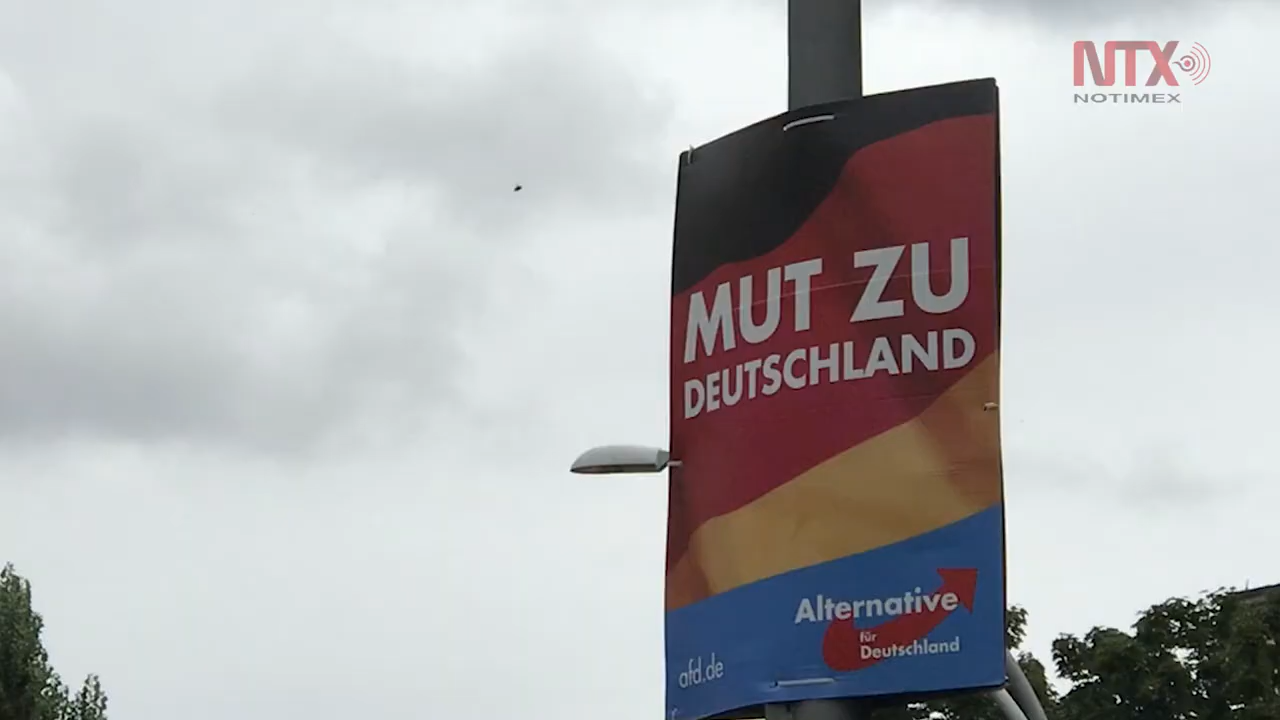 NTX
NOTIMEX
MUT ZU
DEUTSCHLAND
Alternative
für
Deutschland
afd.de